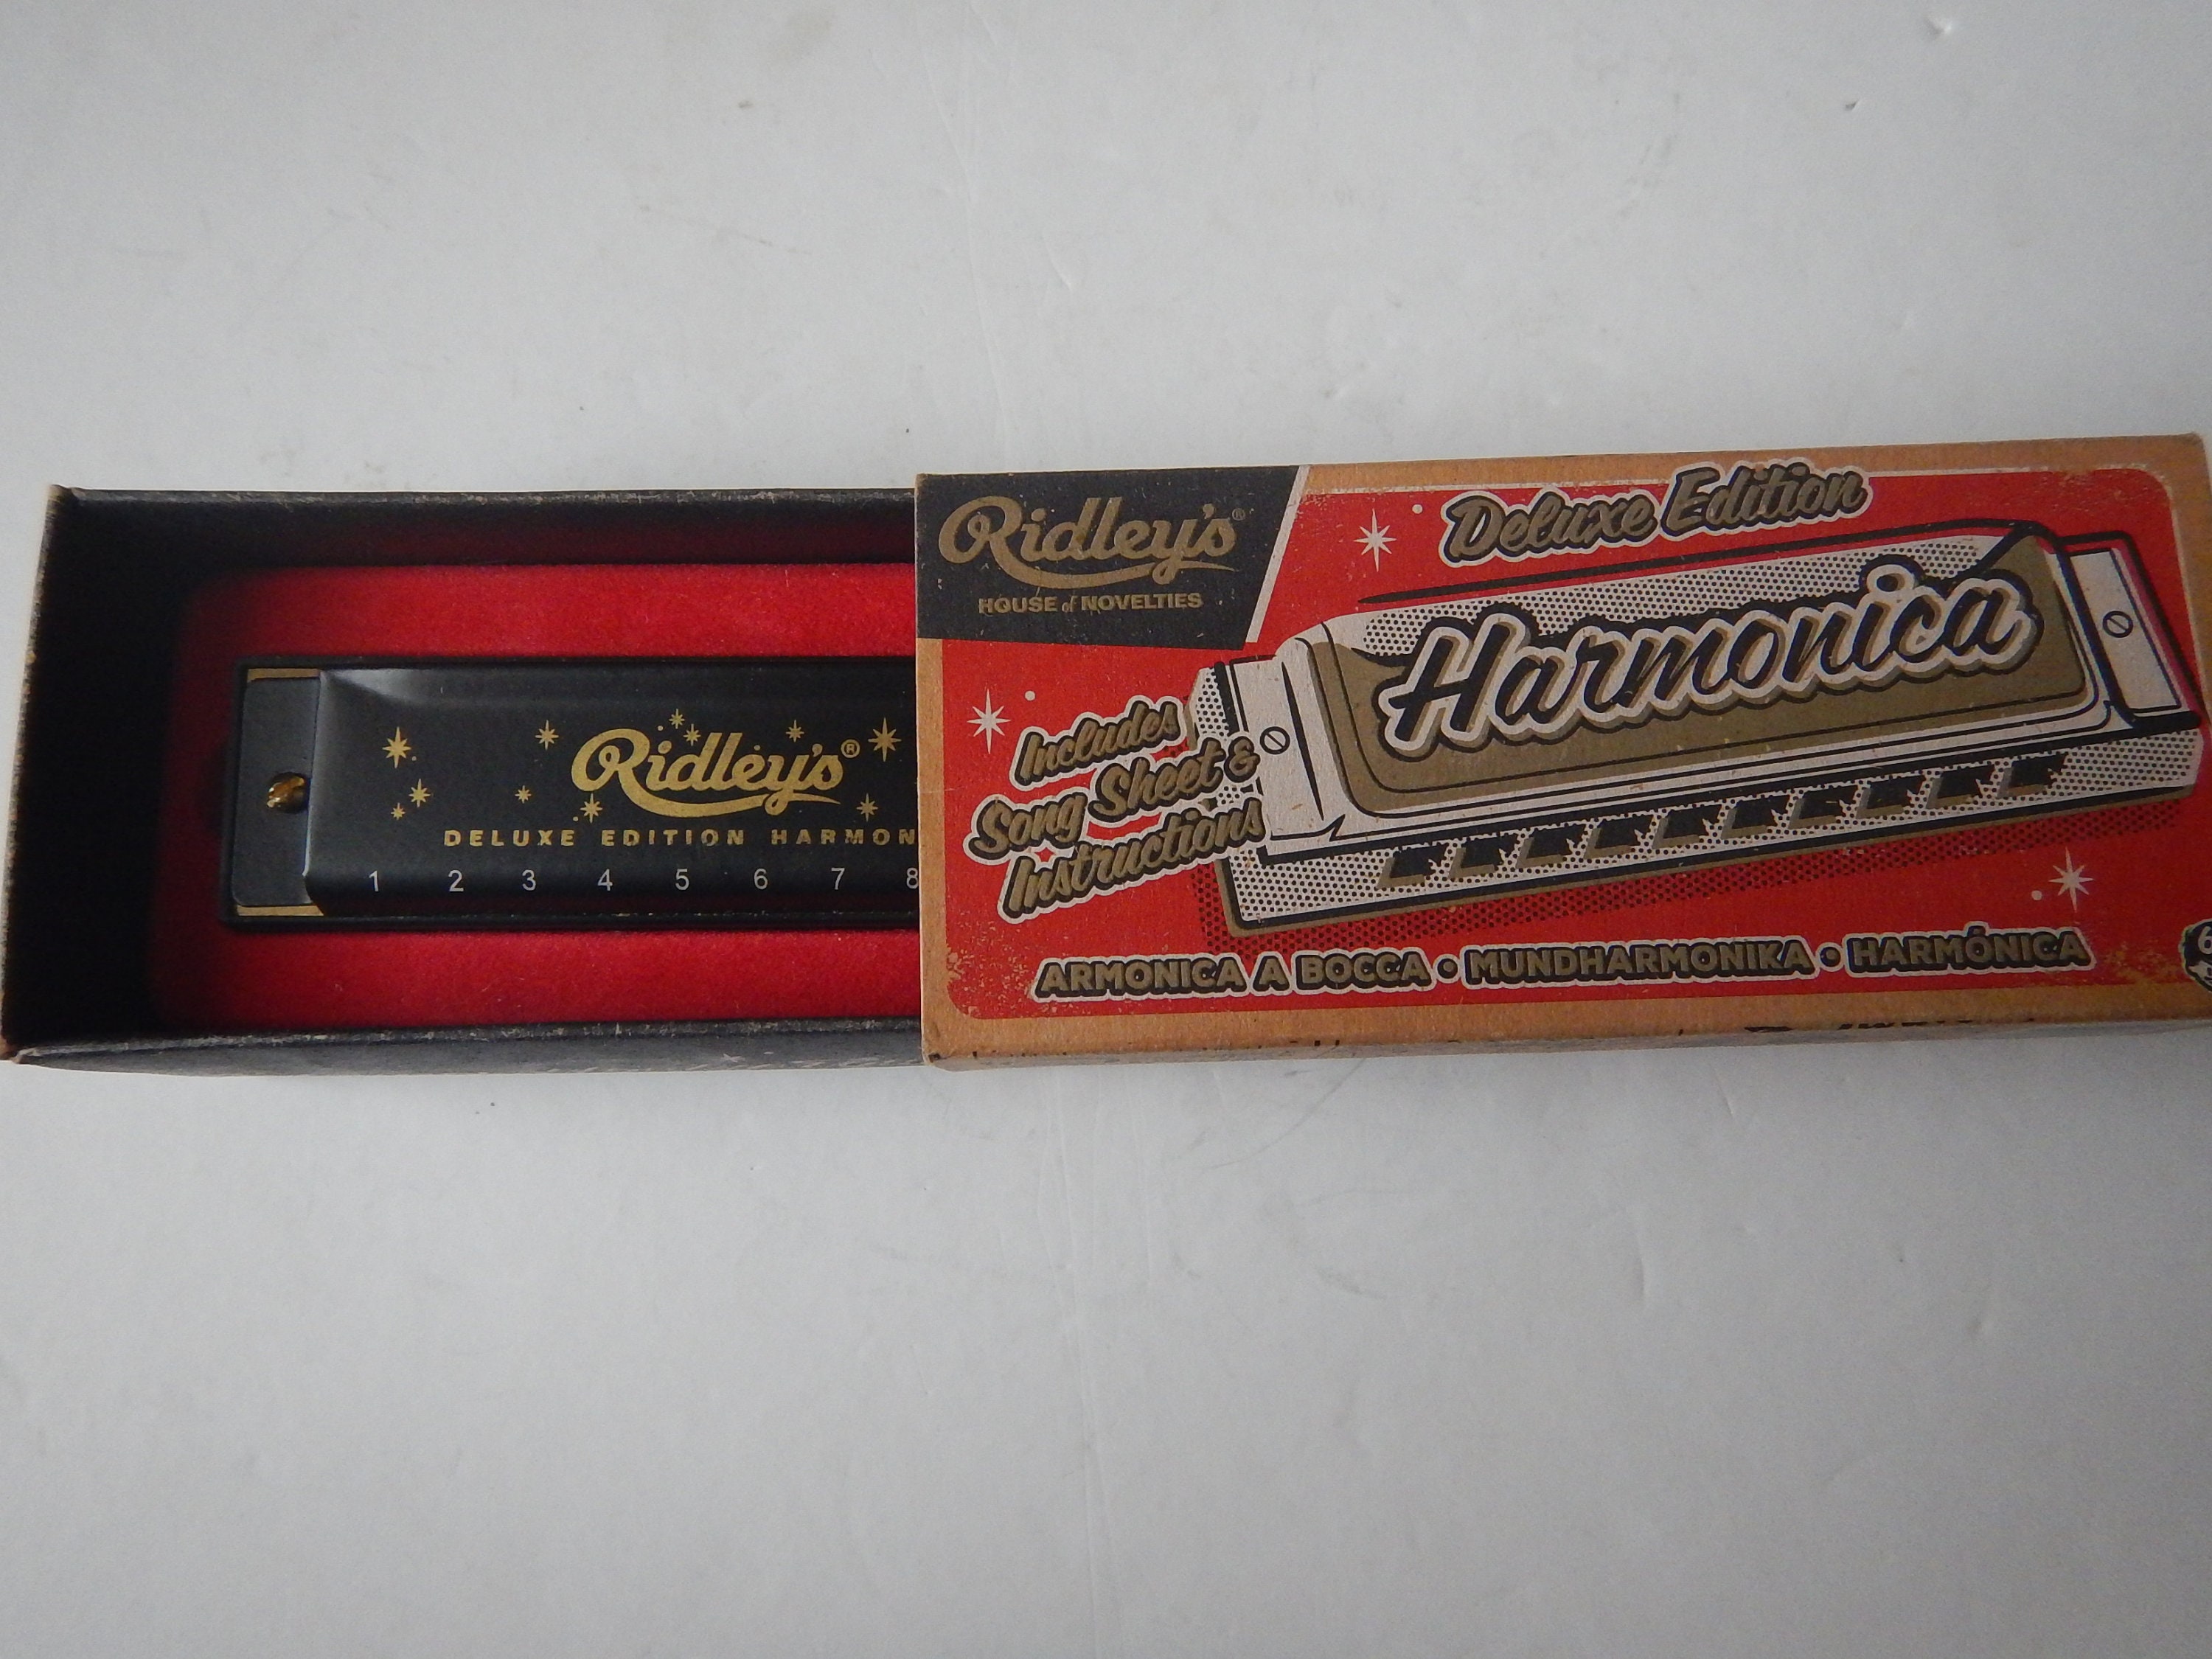 Ridley's®
DELUXE EDITION HARMON
1 2 3 4 5 6 7 8
Ridley's®
HOUSE of NOVELTIES
Deluxe Edition
Harmonica
Includes
Song Sheet &
Instructions
ARMONICA A BOCCA • MUNDHARMONIKA • HARMÓNICA
6